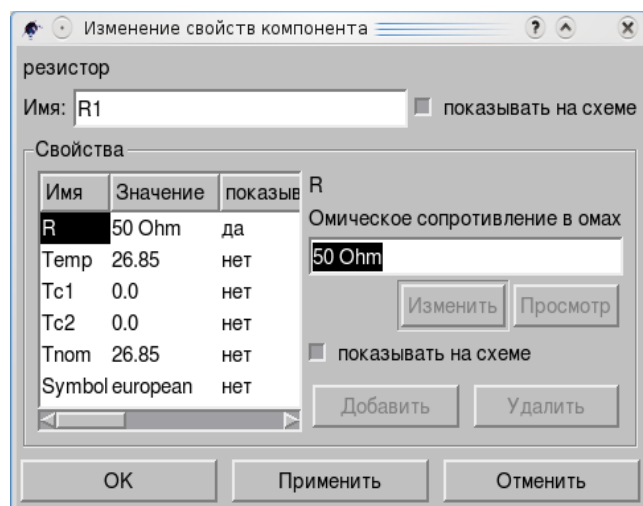 Изменение свойств компонента
резистор
Имя: R1 показывать на схеме
Свойства
Имя Значение показыв
R 50 Ohm да
Temp 26.85 нет
Tc1 0.0 нет
Tc2 0.0 нет
Tnom 26.85 нет
Symbol european нет
R
Омическое сопротивление в омах
50 Ohm
Изменить Просмотр
показывать на схеме
Добавить Удалить
OK Применить Отменить